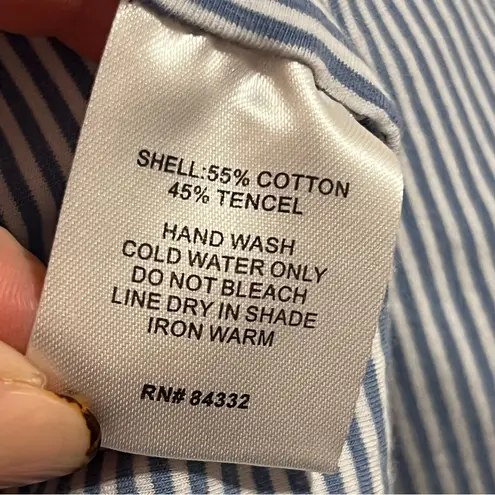 SHELL:55% COTTON
45% TENCEL
HAND WASH
COLD WATER ONLY
DO NOT BLEACH
LINE DRY IN SHADE
IRON WARM
RN# 84332